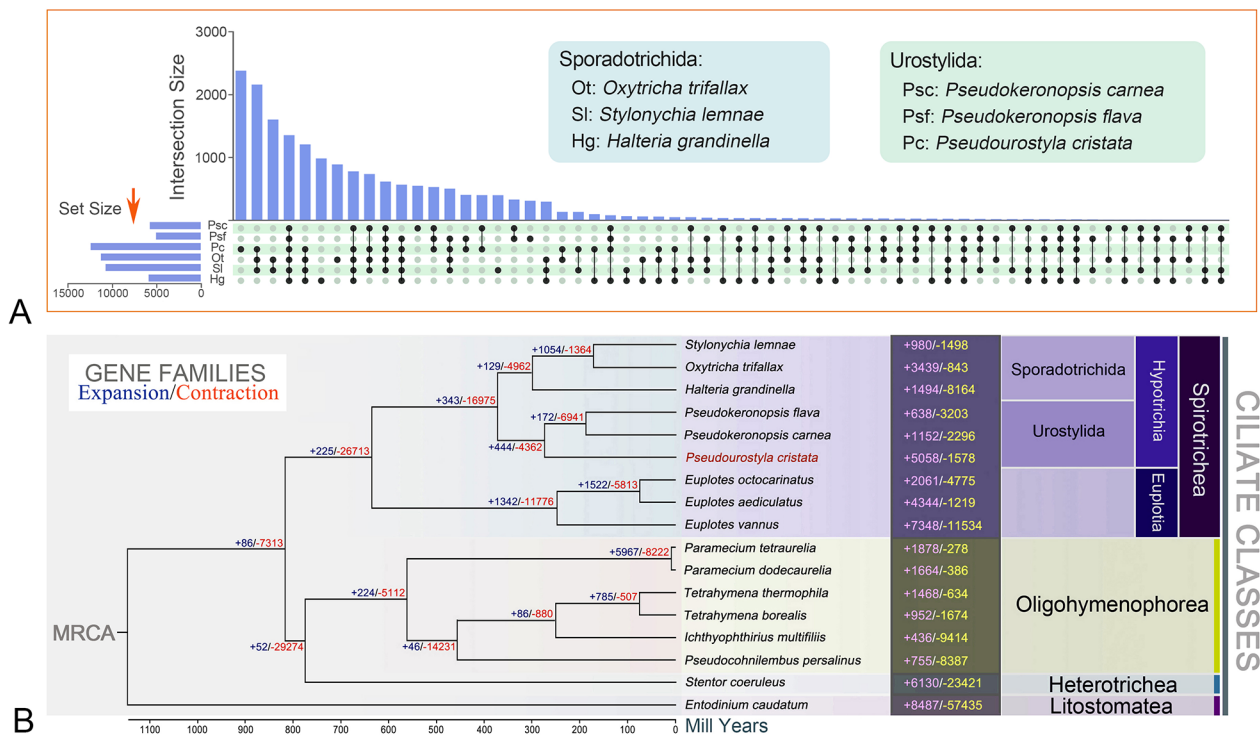 3000
2000
1000
Intersection Size
Sporadotrichida:
Ot: Oxytricha trifallax
Sl: Stylonychia lemnae
Hg: Halteria grandinella
Urostylida:
Psc: Pseudokeronopsis carnea
Psf: Pseudokeronopsis flava
Pc: Pseudourostyla cristata
Set Size
Psc
Psf
Pc
Ot
Sl
Hg
15000 10000 5000 0
A
GENE FAMILIES
Expansion/Contraction
MRCA
+86/-7313
+225/-26713
+343/-16975
+129/-4962
+1054/-1364
+172/-6941
+444/-4362
+1522/-5813
+1342/-11776
+5967/-8222
+224/-5112
+785/-507
+86/-880
+46/-14231
+52/-29274
Stylonychia lemnae +980/-1498
Oxytricha trifallax +3439/-843
Halteria grandinella +1494/-8164
Pseudokeronopsis flava +638/-3203
Pseudokeronopsis carnea +1152/-2296
Pseudourostyla cristata +5058/-1578
Euplotes octocarinatus +2061/-4775
Euplotes aediculatus +4344/-1219
Euplotes vannus +7348/-11534
Paramecium tetraurelia +1878/-278
Paramecium dodecaurelia +1664/-386
Tetrahymena thermophila +1468/-634
Tetrahymena borealis +952/-1674
Ichthyophthirius multifiliis +436/-9414
Pseudocohnilembus persalinus +755/-8387
Stentor coeruleus +6130/-23421
Entodinium caudatum +8487/-57435
Sporadotrichida
Urostylida
Hypotrichia
Euplotia
Spirotrichea
Oligohymenophorea
Heterotrichea
Litostomatea
CILIATE CLASSES
B
1100 1000 900 800 700 600 500 400 300 200 100 0
Mill Years